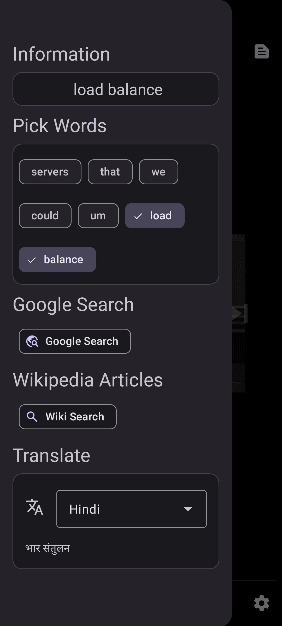 Information
load balance
Pick Words
servers that we
could um load
balance
Google Search
Google Search
Wikipedia Articles
Wiki Search
Translate
Hindi
भार संतुलन